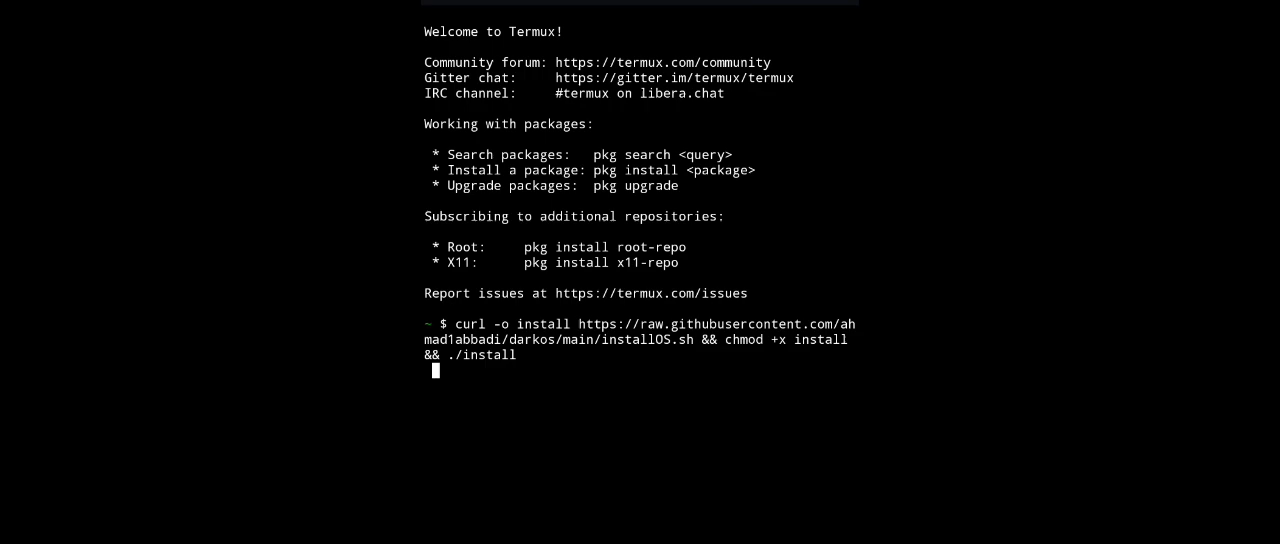 Welcome to Termux!
Community forum: https://termux.com/community
Gitter chat:     https://gitter.im/termux/termux
IRC channel:     #termux on libera.chat
Working with packages:
* Search packages:   pkg search <query>
* Install a package: pkg install <package>
* Upgrade packages:  pkg upgrade
Subscribing to additional repositories:
* Root:     pkg install root-repo
* X11:      pkg install x11-repo
Report issues at https://termux.com/issues
~ $ curl -o install https://raw.githubusercontent.com/ah
mad1abbadi/darkos/main/installOS.sh && chmod +x install
&& ./install